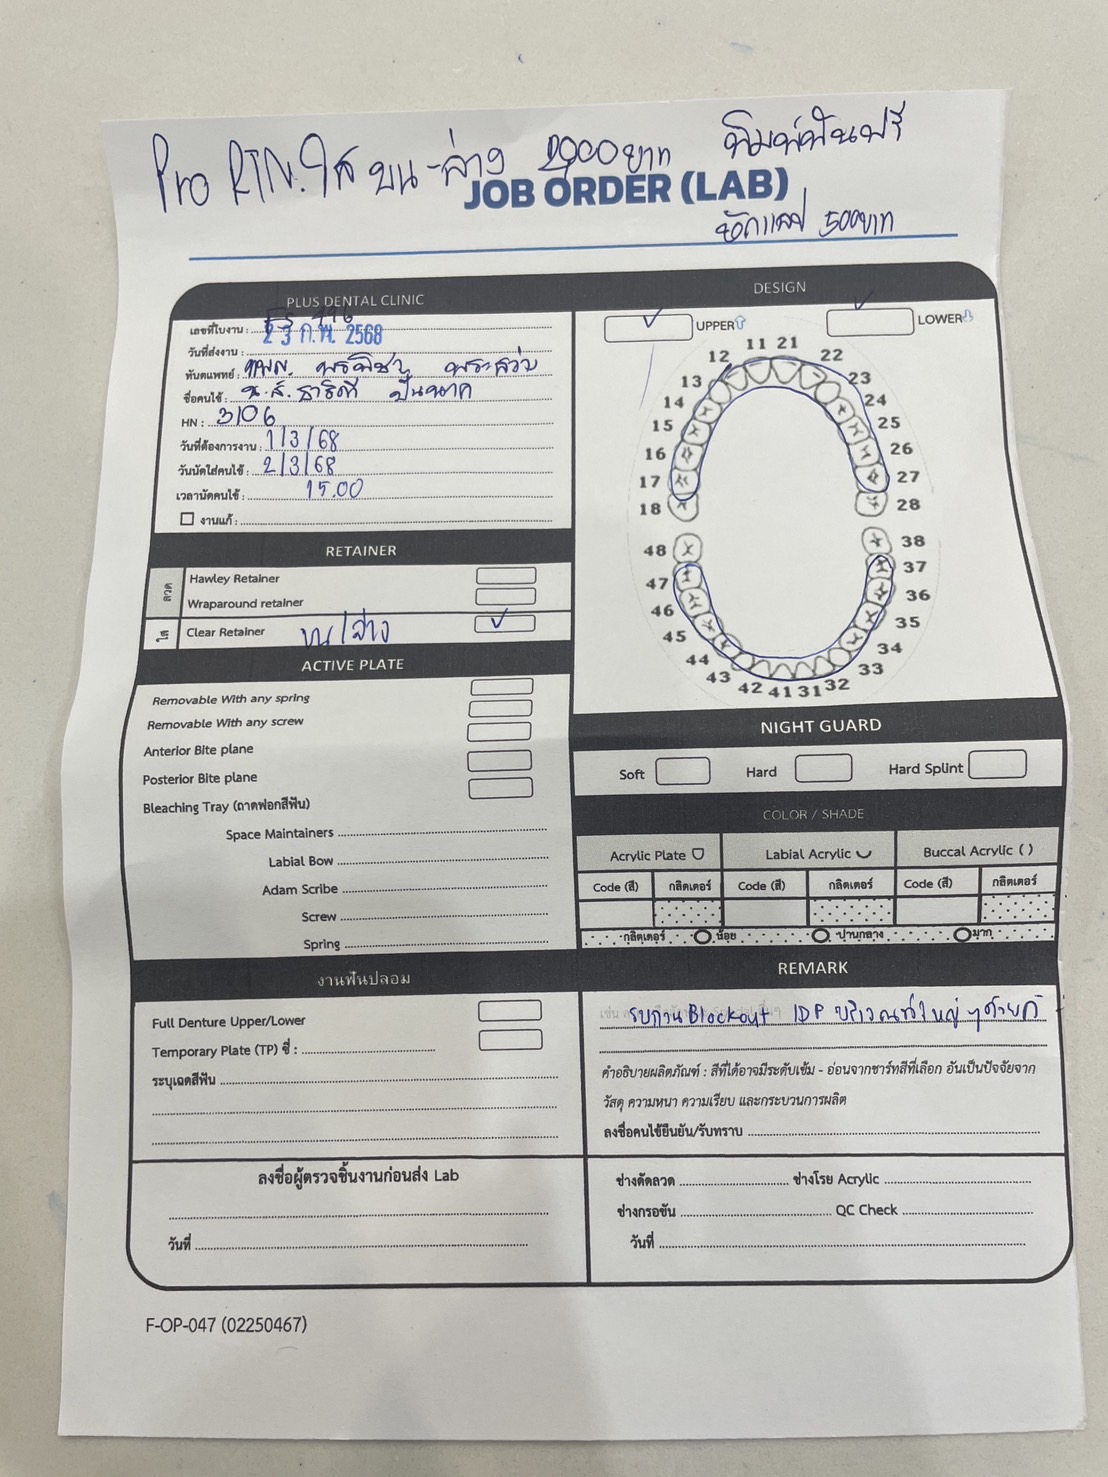 Pro RTN. ใส บน-ล่าง 2900 บาท พิมพ์ฟันฟรี
JOB ORDER (LAB)
500 บาท
PLUS DENTAL CLINIC
เลขที่ใบงาน : 496
วันที่ส่งงาน : 23 ก.พ. 2568
ทันตแพทย์ : ทพญ.
ชื่อคนไข้ : น.ส. ธาริณี
HN : 3106
วันที่ต้องการงาน : 1/3/68
วันนัดใส่คนไข้ : 2/3/68
เวลานัดคนไข้ : 15.00
งานแก้ :
RETAINER
ลวด
Hawley Retainer
Wraparound retainer
ใส
Clear Retainer บน/ล่าง ✓
ACTIVE PLATE
Removable With any spring
Removable With any screw
Anterior Bite plane
Posterior Bite plane
Bleaching Tray (ถาดฟอกสีฟัน)
Space Maintainers
Labial Bow
Adam Scribe
Screw
Spring
งานฟันปลอม
Full Denture Upper/Lower
Temporary Plate (TP) ซี่ :
ระบุเฉดสีฟัน
ลงชื่อผู้ตรวจชิ้นงานก่อนส่ง Lab
วันที่
DESIGN
✓ UPPER ✓ LOWER
11 21
12 22
13 23
14 24
15 25
16 26
17 27
18 28
48 38
47 37
46 36
45 35
44 34
43 33
42 41 31 32
NIGHT GUARD
Soft Hard Hard Splint
COLOR / SHADE
Acrylic Plate Labial Acrylic Buccal Acrylic ( )
Code (สี) กลิตเตอร์ Code (สี) กลิตเตอร์ Code (สี) กลิตเตอร์
กลิตเตอร์ น้อย ปานกลาง มาก
REMARK
รบกวน Blockout IDP บริเวณ
คำอธิบายผลิตภัณฑ์ : สีที่ได้อาจมีระดับเข้ม - อ่อนจากชาร์ทสีที่เลือก อันเป็นปัจจัยจาก
วัสดุ ความหนา ความเรียบ และกระบวนการผลิต
ลงชื่อคนไข้ยืนยัน/รับทราบ
ช่างดัดลวด ช่างโรย Acrylic
ช่างกรอขัน QC Check
วันที่
F-OP-047 (02250467)